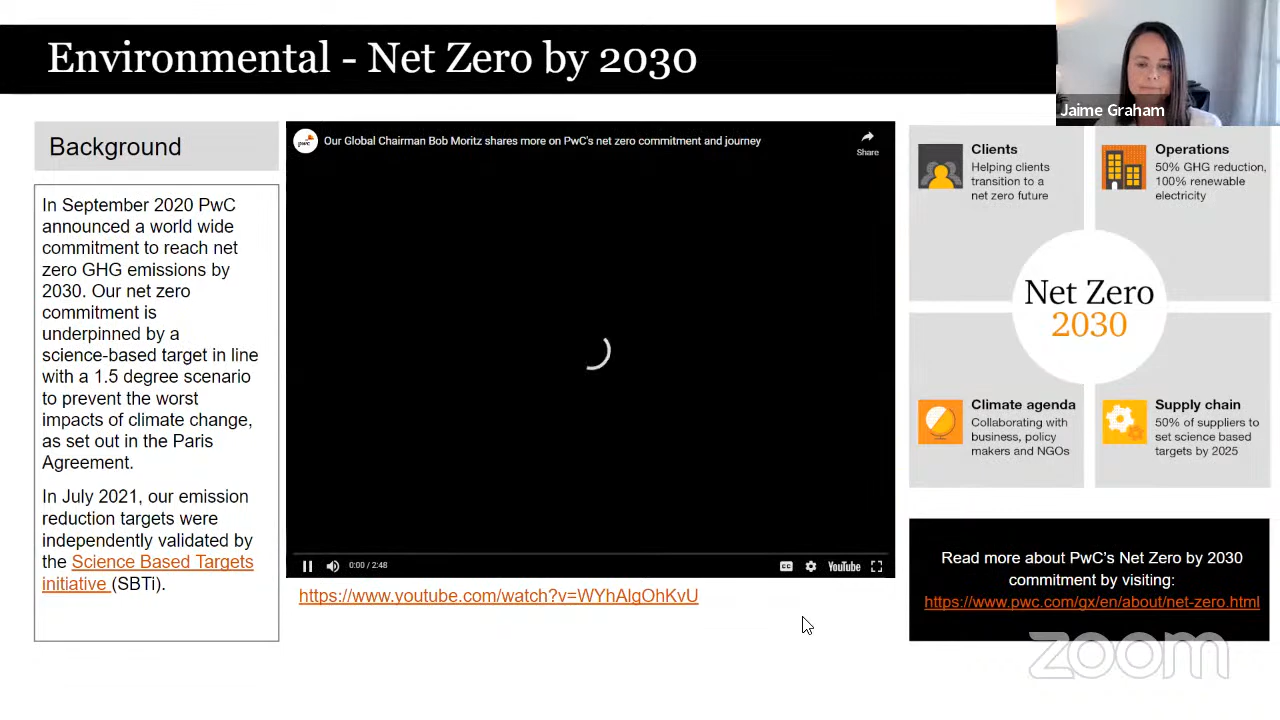 Environmental - Net Zero by 2030
Jaime Graham
Background
In September 2020 PwC
announced a world wide
commitment to reach net
zero GHG emissions by
2030. Our net zero
commitment is
underpinned by a
science-based target in line
with a 1.5 degree scenario
to prevent the worst
impacts of climate change,
as set out in the Paris
Agreement.
In July 2021, our emission
reduction targets were
independently validated by
the Science Based Targets
initiative (SBTi).
pwc
Our Global Chairman Bob Moritz shares more on PwC's net zero commitment and journey
Share
0:00 / 2:48
CC
YouTube
https://www.youtube.com/watch?v=WYhAlgOhKvU
Clients
Helping clients
transition to a
net zero future
Operations
50% GHG reduction,
100% renewable
electricity
Net Zero
2030
Climate agenda
Collaborating with
business, policy
makers and NGOs
Supply chain
50% of suppliers to
set science based
targets by 2025
Read more about PwC's Net Zero by 2030
commitment by visiting:
https://www.pwc.com/gx/en/about/net-zero.html
zoom